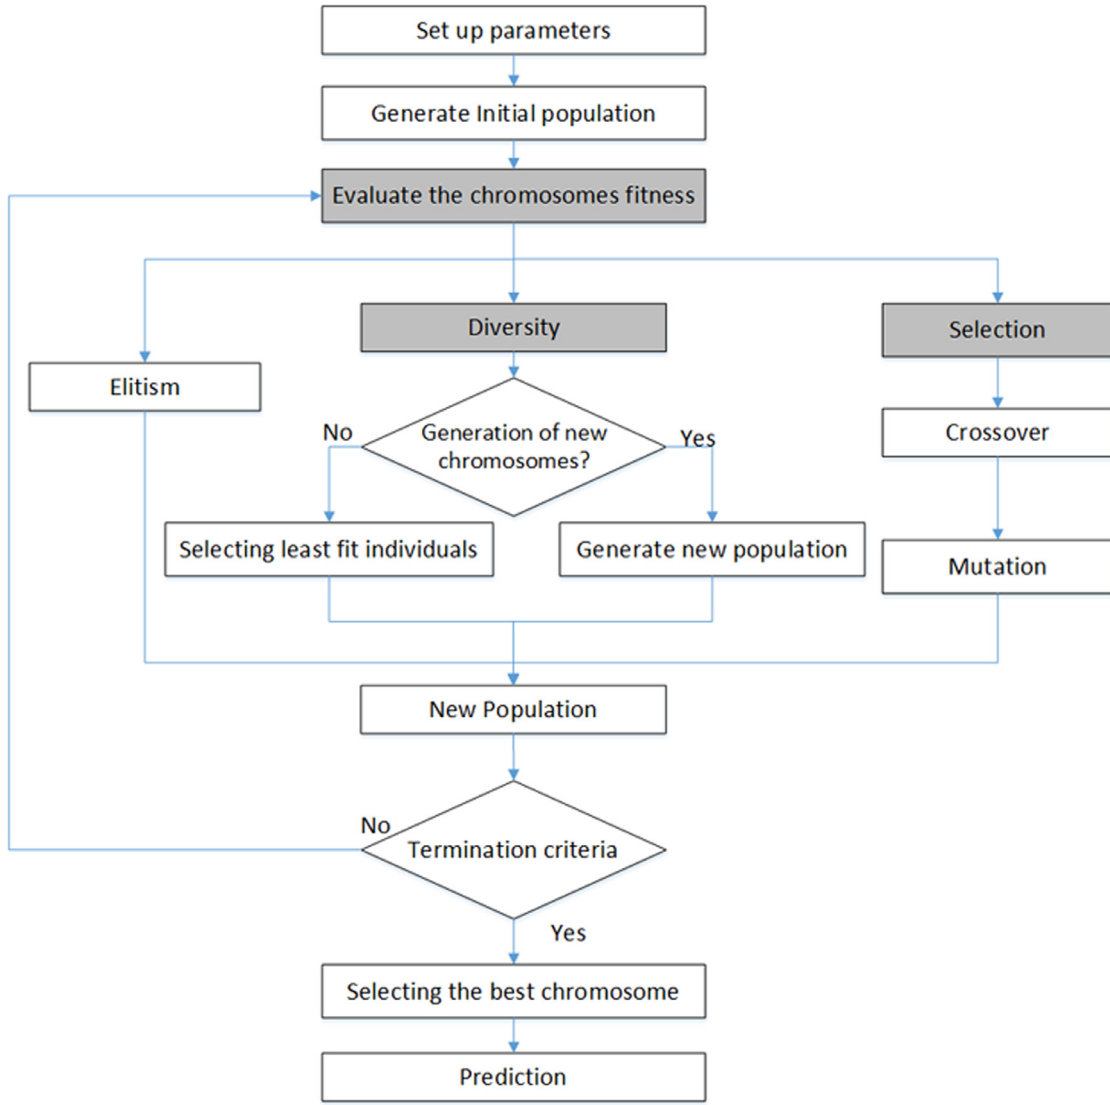 Set up parameters
Generate Initial population
Evaluate the chromosomes fitness
Diversity
Selection
Elitism
No
Generation of new
chromosomes?
Yes
Crossover
Selecting least fit individuals
Generate new population
Mutation
New Population
No
Termination criteria
Yes
Selecting the best chromosome
Prediction